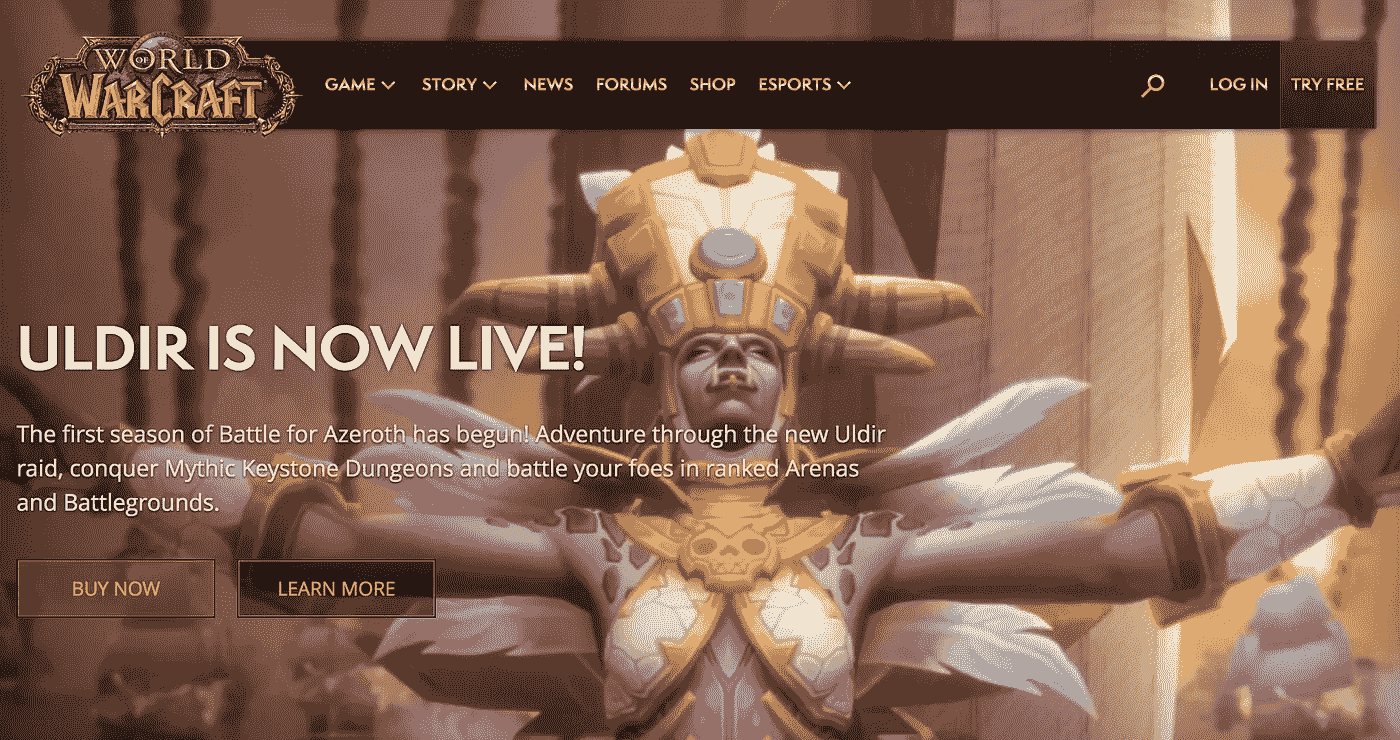 WORLD OF WARCRAFT
GAME STORY NEWS FORUMS SHOP ESPORTS LOG IN TRY FREE
ULDIR IS NOW LIVE!
The first season of Battle for Azeroth has begun! Adventure through the new Uldir
raid, conquer Mythic Keystone Dungeons and battle your foes in ranked Arenas
and Battlegrounds.
BUY NOW LEARN MORE